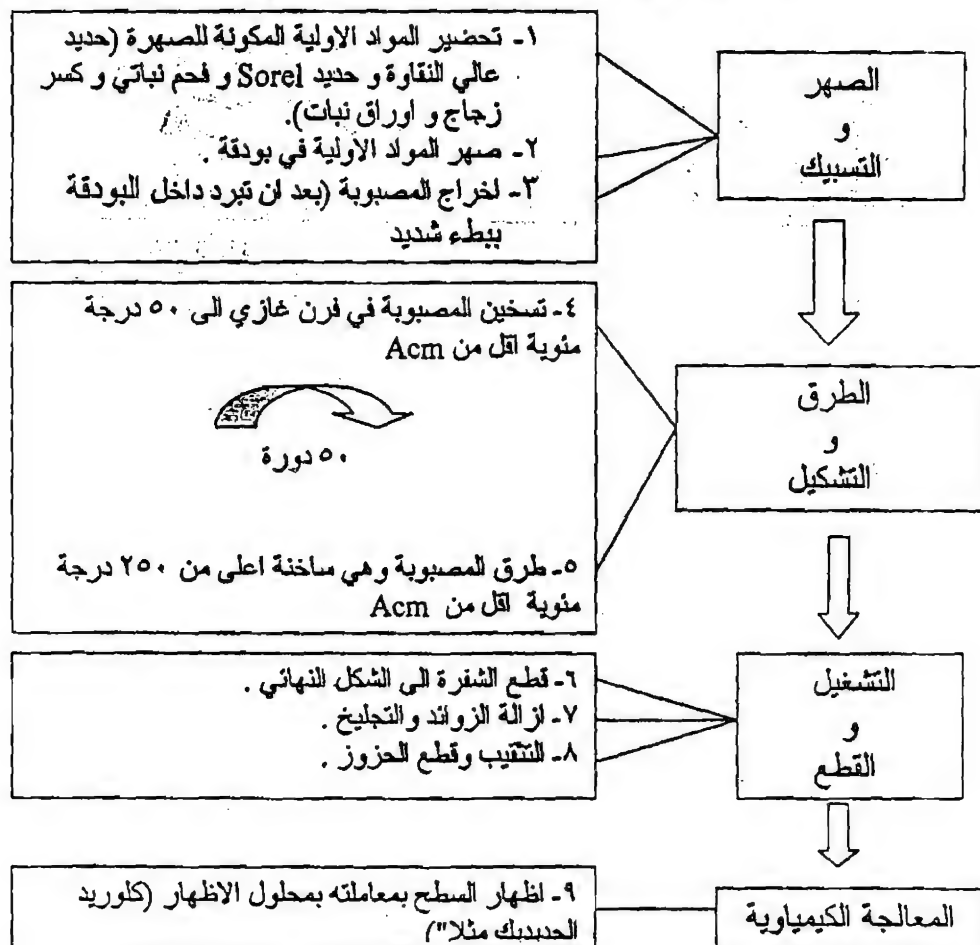 ١- تحضير المواد الاولية المكونة للصهرة (حديد
عالي النقاوة و حديد Sorel و فحم نباتي و كسر
زجاج و اوراق نبات).
٢- صهر المواد الاولية في بودقة .
٣- اخراج المصبوبة (بعد ان تبرد داخل البودقة
ببطء شديد
الصهر
و
التسبيك
٤- تسخين المصبوبة في فرن غازي الى ٥٠ درجة
مئوية اقل من Acm
٥٠ دورة
٥- طرق المصبوبة وهي ساخنة اعلى من ٢٥٠ درجة
مئوية اقل من Acm
الطرق
و
التشكيل
٦- قطع الشفرة الى الشكل النهائي .
٧- ازالة الزوائد والتجليخ .
٨- التثقيب وقطع الحزوز .
التشغيل
و
القطع
٩- اظهار السطح بمعاملته بمحلول الاظهار (كلوريد
الحديديك مثلا")
المعالجة الكيمياوية